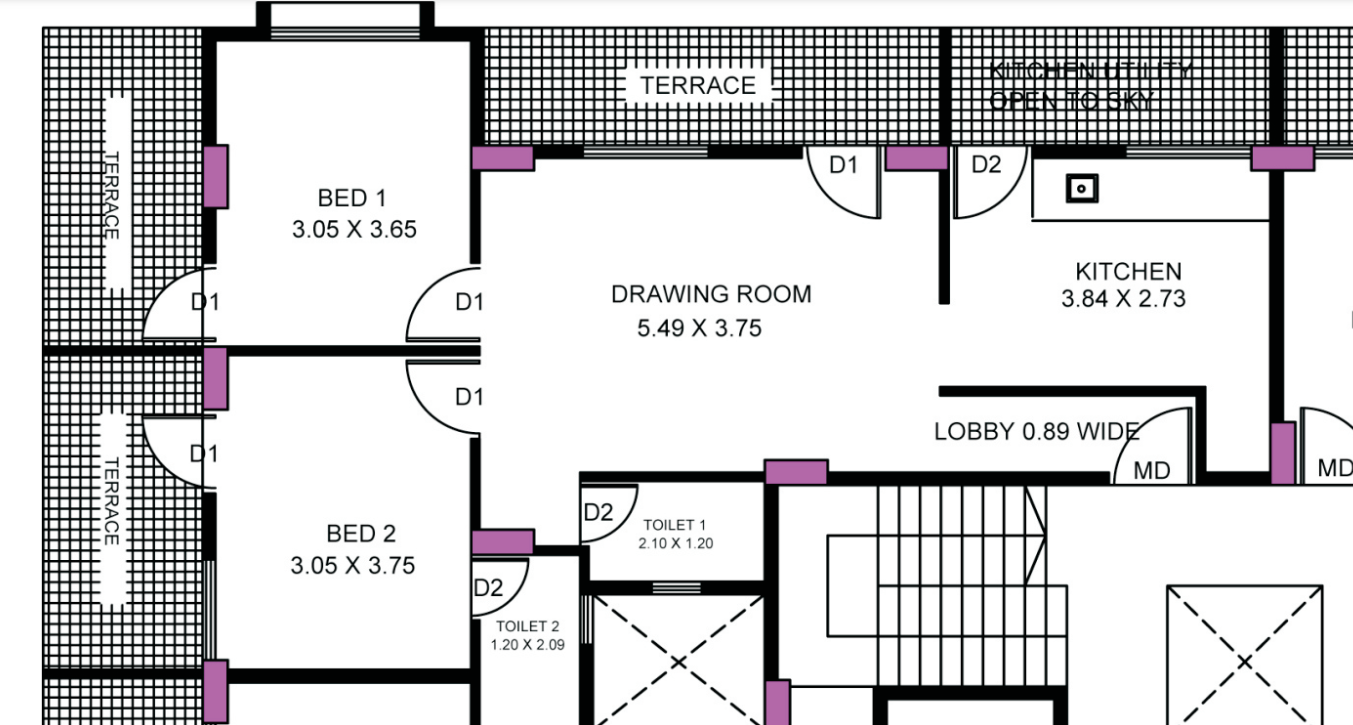 TERRACE
KITCHEN UTILITY
OPEN TO SKY
TERRACE
BED 1
3.05 X 3.65
D1
D2
D1
D1
DRAWING ROOM
5.49 X 3.75
KITCHEN
3.84 X 2.73
D1
D1
LOBBY 0.89 WIDE
MD
MD
TERRACE
BED 2
3.05 X 3.75
D2
TOILET 1
2.10 X 1.20
D2
TOILET 2
1.20 X 2.09